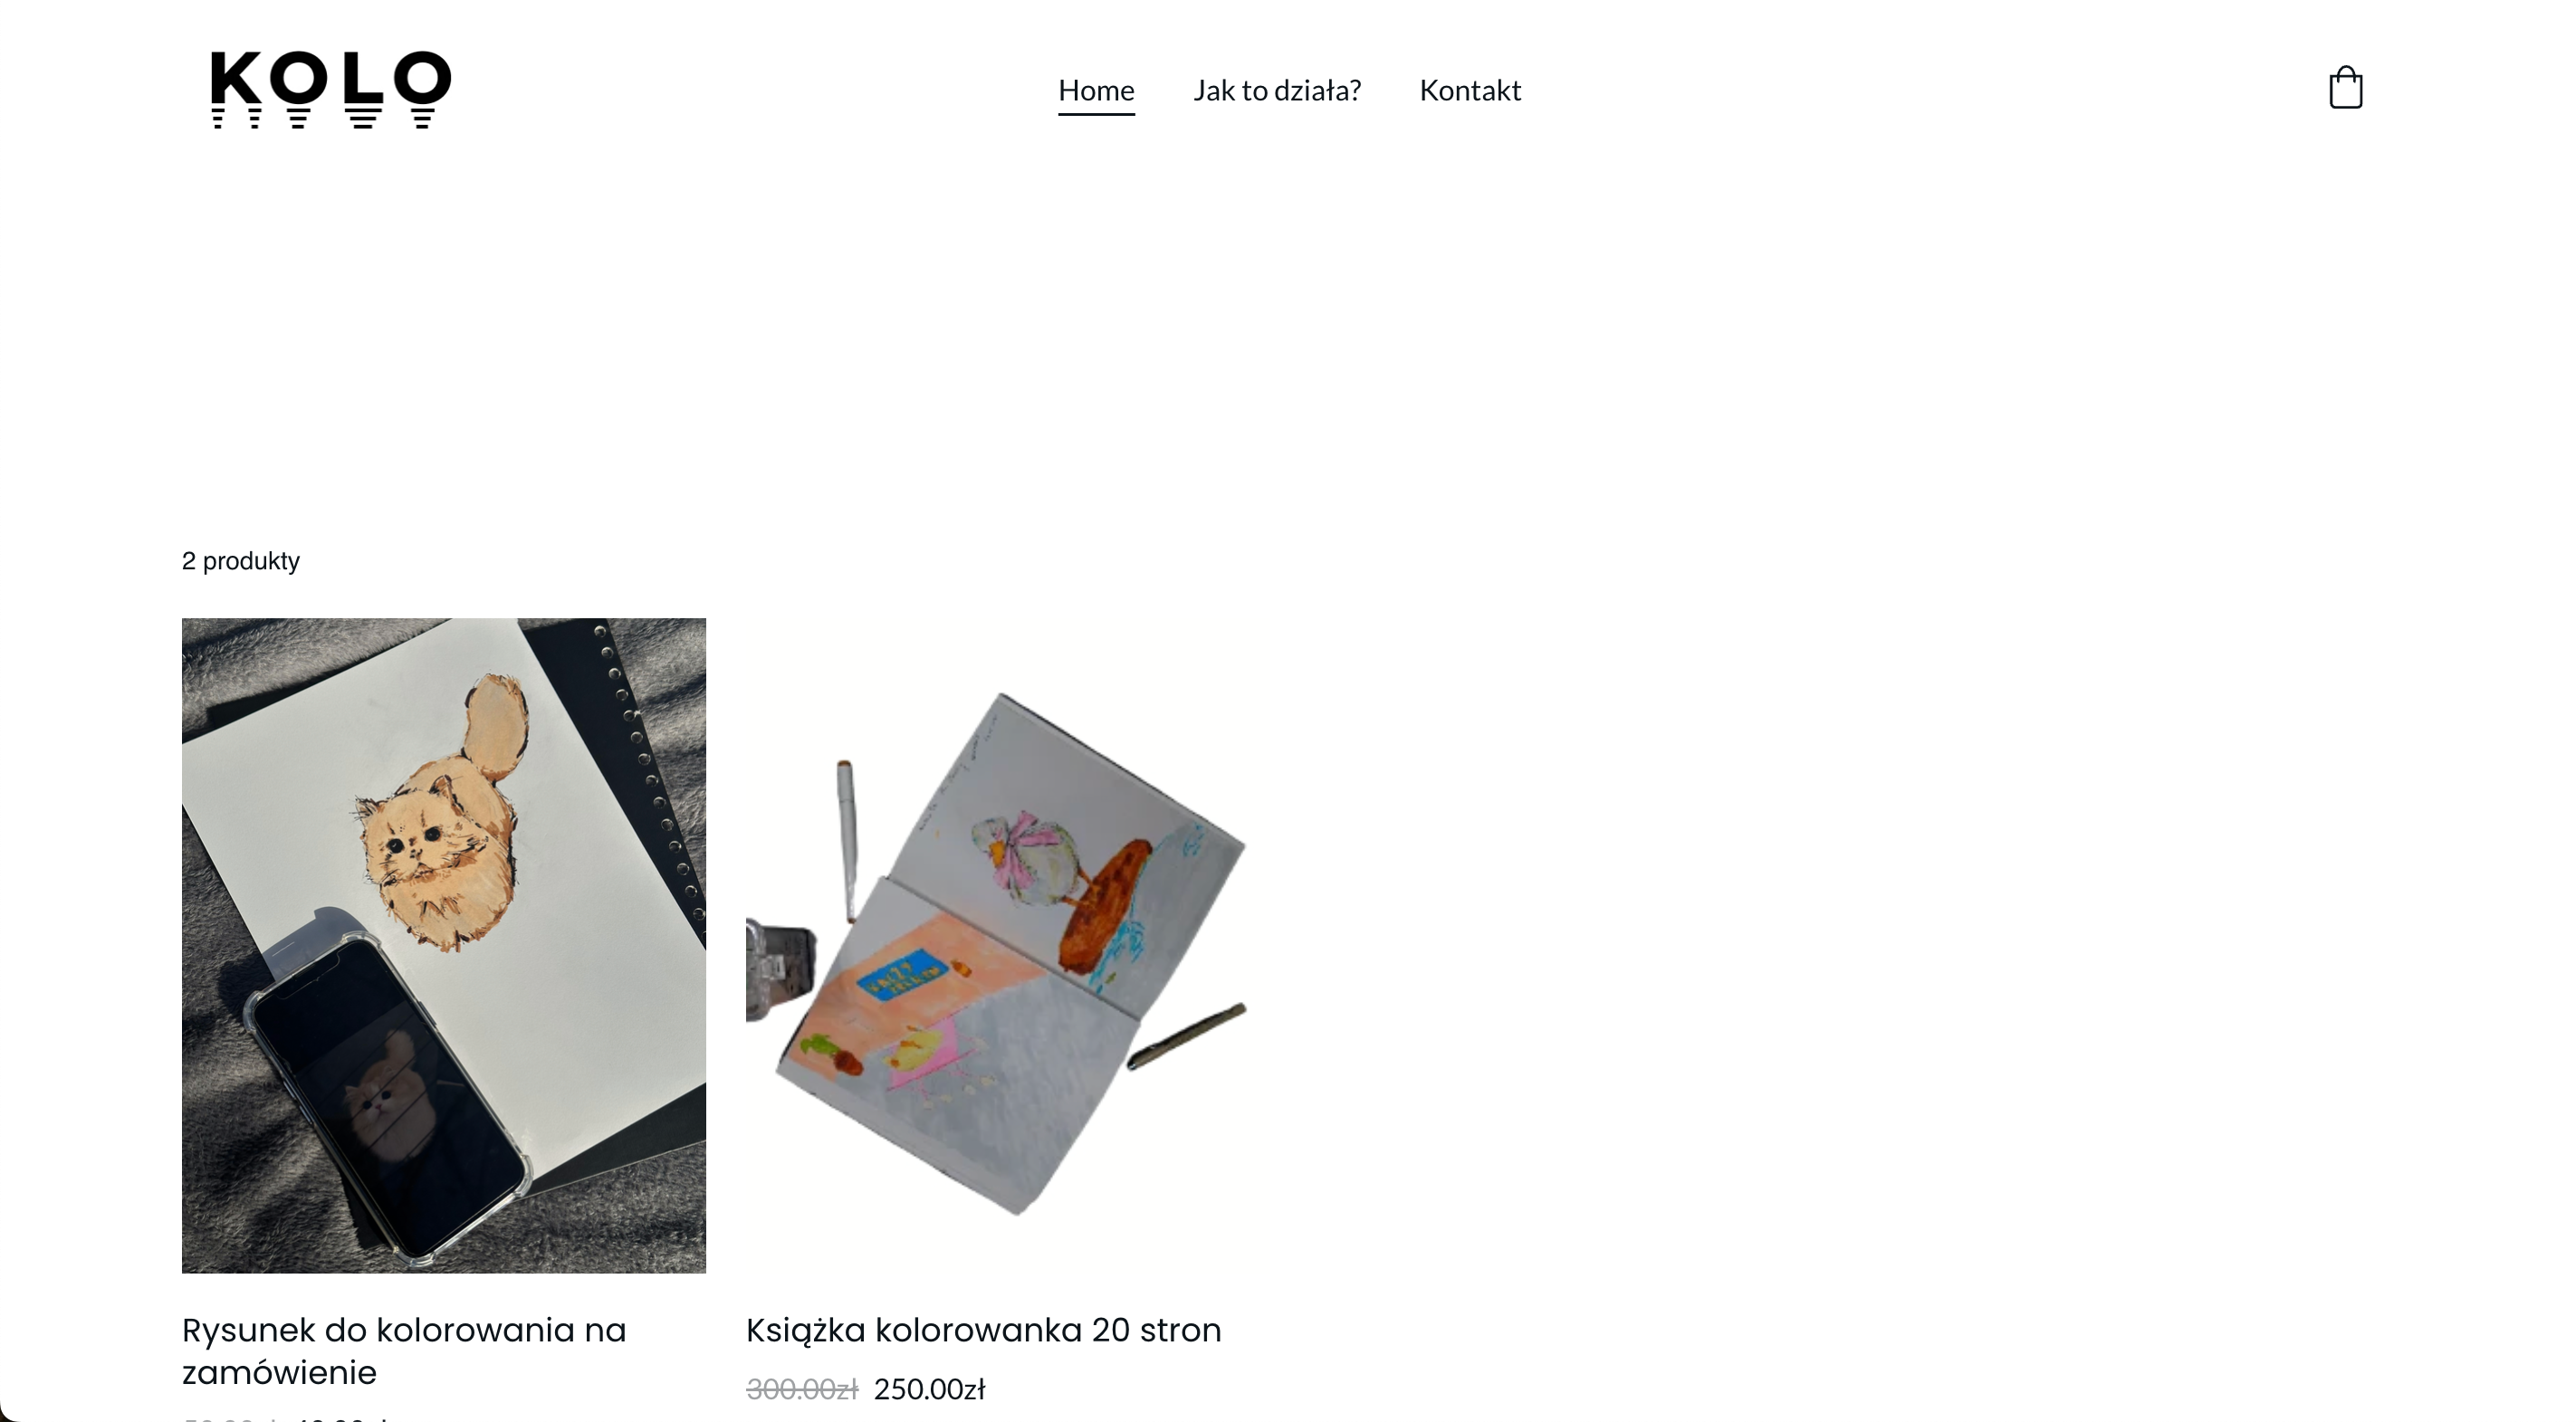 KOLO
Home Jak to działa? Kontakt
2 produkty
Rysunek do kolorowania na
zamówienie
Książka kolorowanka 20 stron
300.00zł 250.00zł